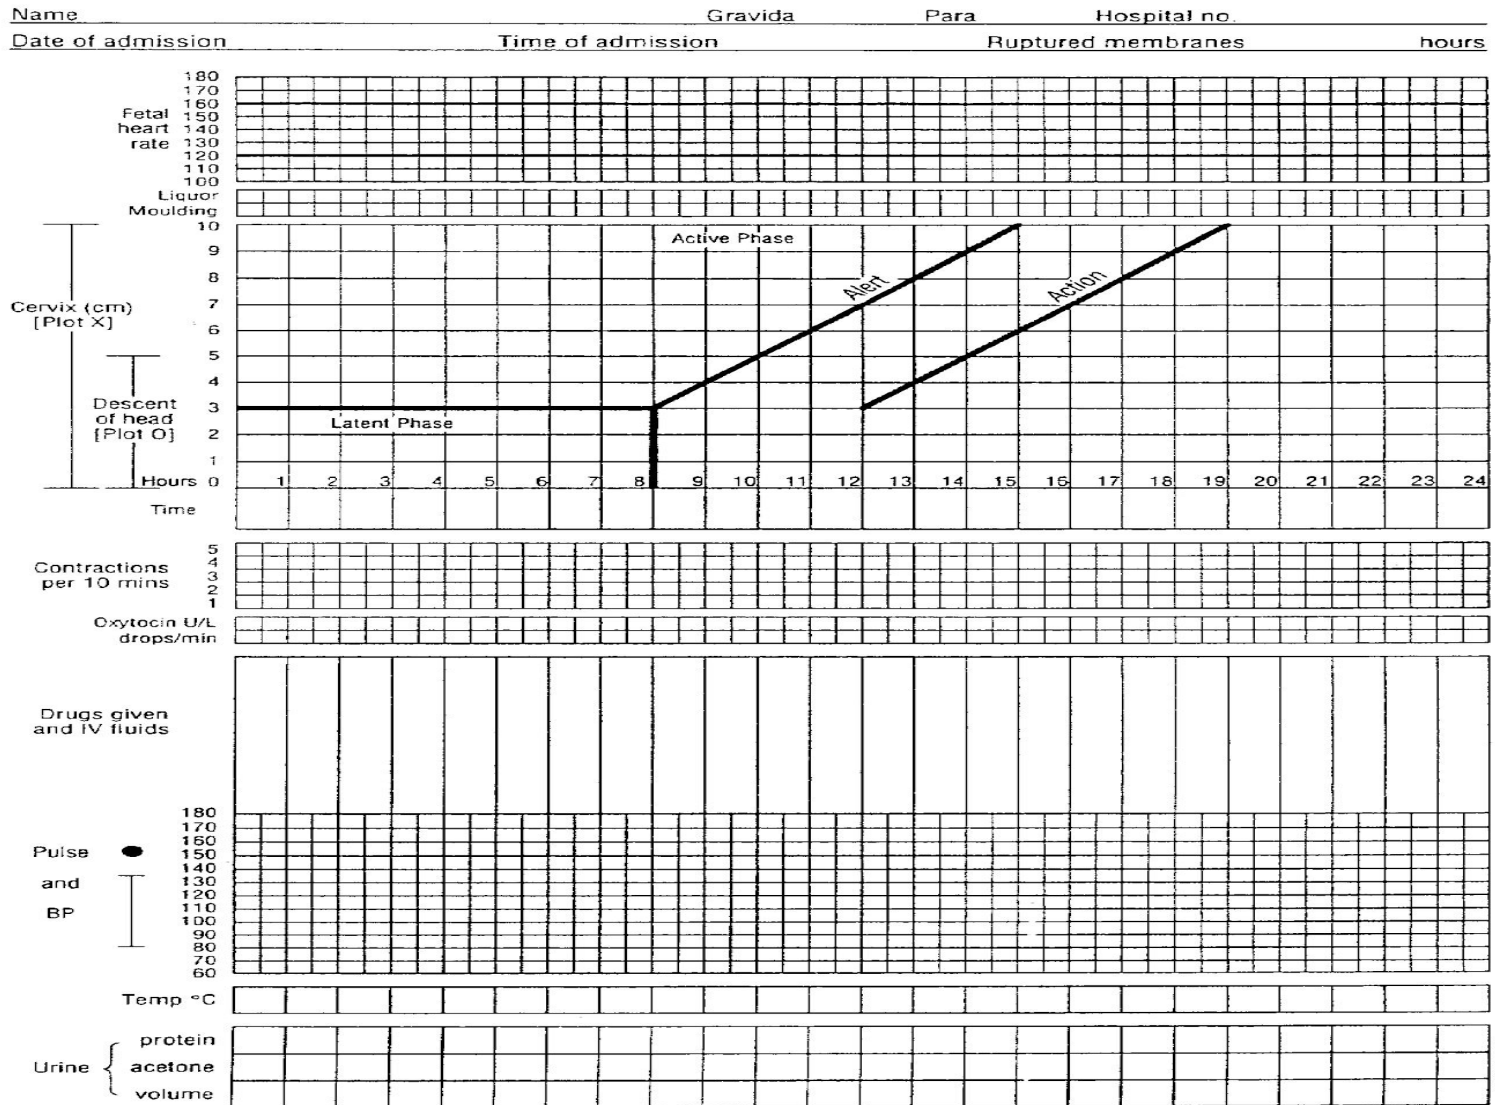 Name Gravida Para Hospital no.
Date of admission Time of admission Ruptured membranes hours
180
170
160
Fetal 150
heart 140
rate 130
120
110
100
Liquor
Moulding
10
Active Phase
9
8
Alert
Action
Cervix (cm) 7
[Plot X]
6
5
4
Descent 3
of head
Latent Phase
[Plot O] 2
1
Hours 0 1 2 3 4 5 6 7 8 9 10 11 12 13 14 15 16 17 18 19 20 21 22 23 24
Time
5
Contractions 4
per 10 mins 3
2
1
Oxytocin U/L
drops/min
Drugs given
and IV fluids
180
170
160
Pulse 150
140
and 130
120
BP 110
100
90
80
70
60
Temp °C
protein
Urine acetone
volume